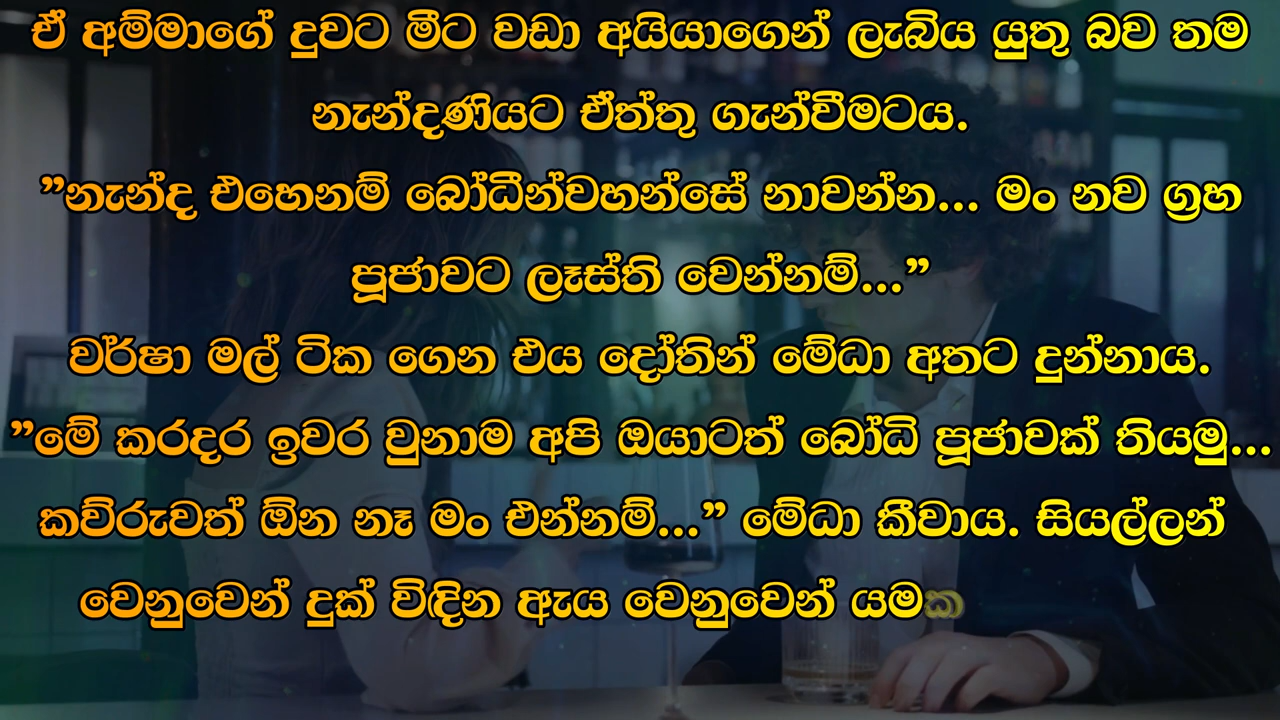 ඒ අම්මාගේ දුවට මීට වඩා අයියාගෙන් ලැබිය යුතු බව තම
නැන්දණියට ඒත්තු ගැන්වීමටය.
”නැන්ද එහෙනම් බෝධීන්වහන්සේ නාවන්න... මං නව ග්‍රහ
පූජාවට ලෑස්ති වෙන්නම්...”
වර්ෂා මල් ටික ගෙන එය දෝතින් මේධා අතට දුන්නාය.
”මේ කරදර ඉවර වුනාම අපි ඔයාටත් බෝධි පූජාවක් තියමු...
කව්රුවත් ඕන නෑ මං එන්නම්...” මේධා කීවාය. සියල්ලන්
වෙනුවෙන් දුක් විඳින ඇය වෙනුවෙන් යමක